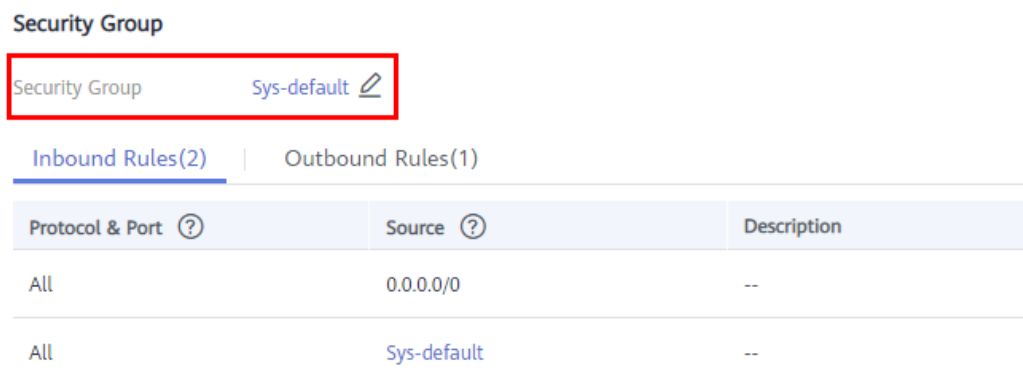 Security Group
Security Group Sys-default
Inbound Rules(2) Outbound Rules(1)
Protocol & Port ? Source ? Description
All 0.0.0.0/0 --
All Sys-default --